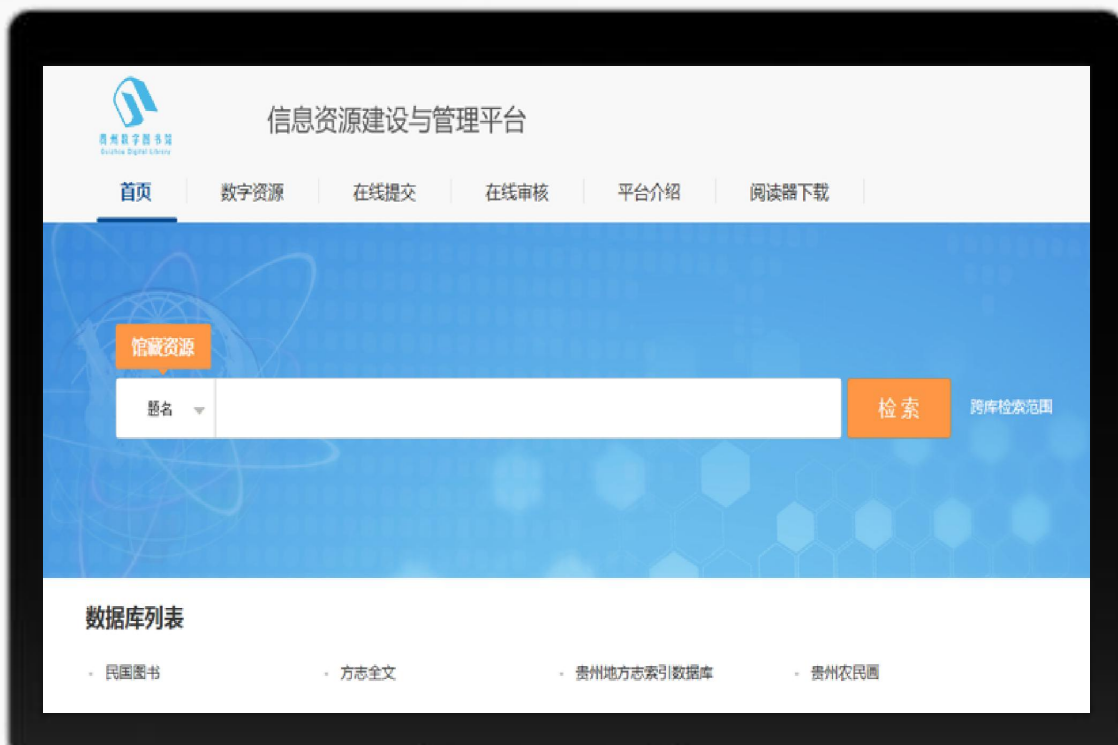 信息资源建设与管理平台
贵州数字图书馆
Guizhou Digital Library
首页 数字资源 在线提交 在线审核 平台介绍 阅读器下载
馆藏资源
题名 检索 跨库检索范围
数据库列表
民国图书 方志全文 贵州地方志索引数据库 贵州农民画